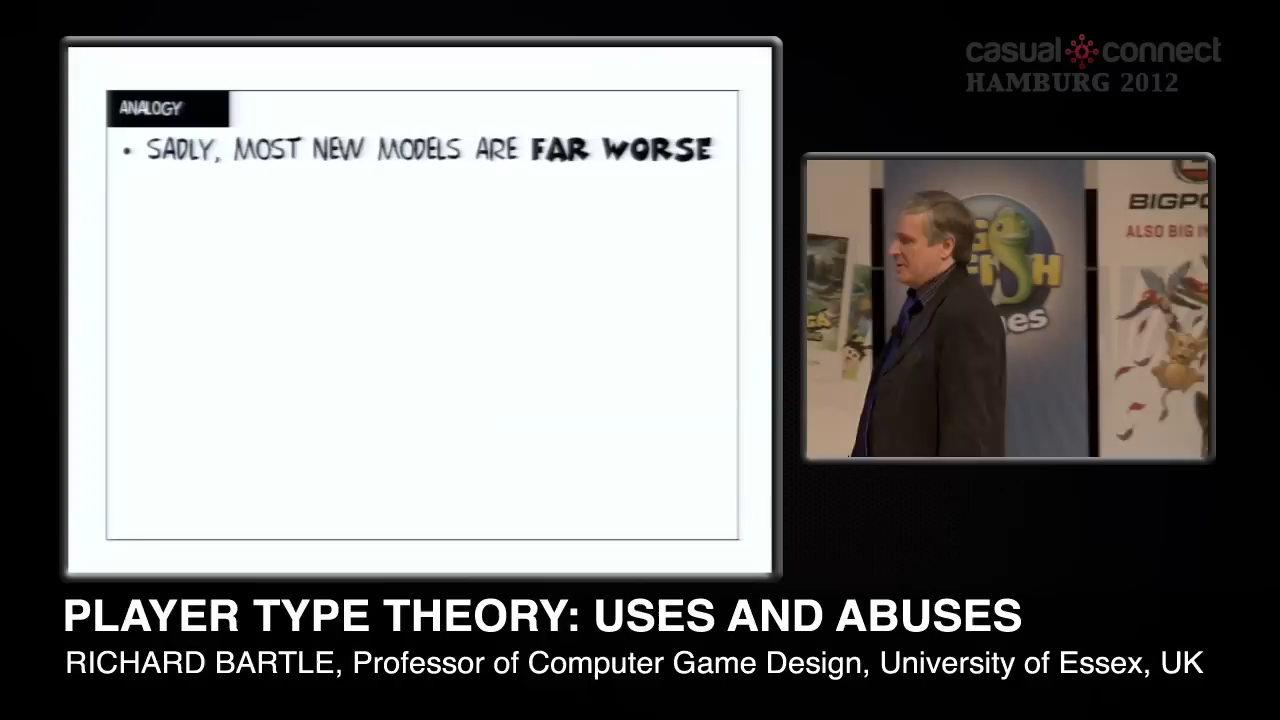 casual connect
HAMBURG 2012
ANALOGY
• SADLY, MOST NEW MODELS ARE FAR WORSE
FISH
BIGPO
ALSO BIG IN
PLAYER TYPE THEORY: USES AND ABUSES
RICHARD BARTLE, Professor of Computer Game Design, University of Essex, UK